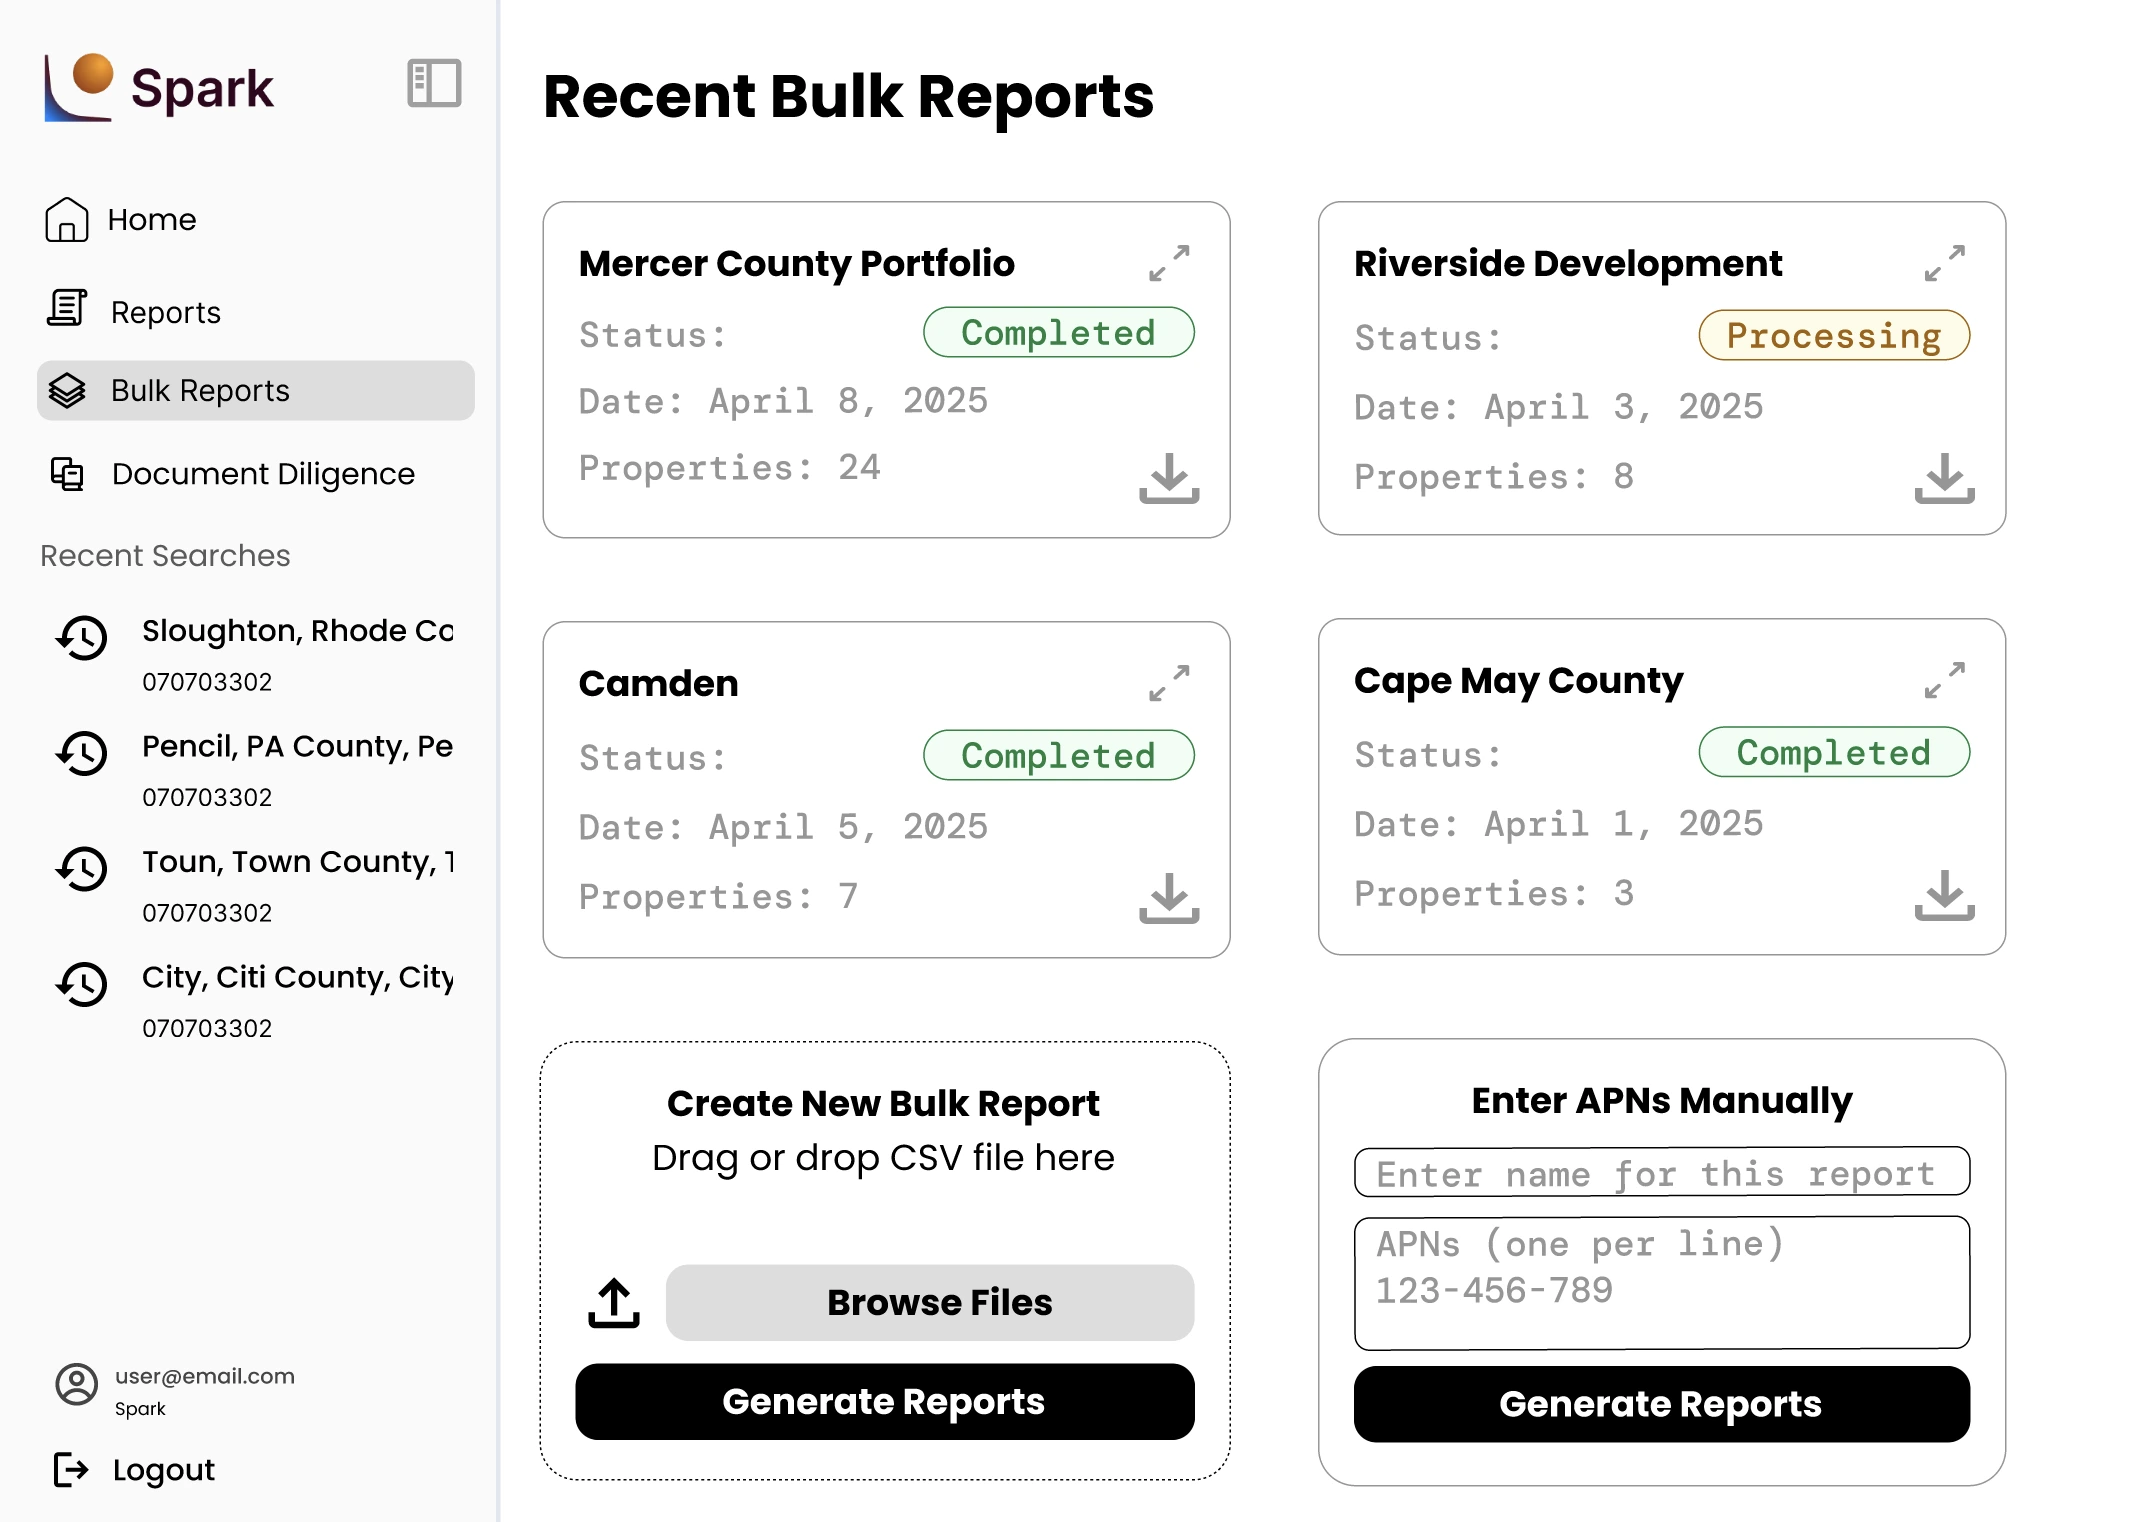 Spark
Home
Reports
Bulk Reports
Document Diligence
Recent Searches
Sloughton, Rhode Co
070703302
Pencil, PA County, Pe
070703302
Toun, Town County, T
070703302
City, Citi County, City
070703302
user@email.com
Spark
Logout
Recent Bulk Reports
Mercer County Portfolio
Status: Completed
Date: April 8, 2025
Properties: 24
Riverside Development
Status: Processing
Date: April 3, 2025
Properties: 8
Camden
Status: Completed
Date: April 5, 2025
Properties: 7
Cape May County
Status: Completed
Date: April 1, 2025
Properties: 3
Create New Bulk Report
Drag or drop CSV file here
Browse Files
Generate Reports
Enter APNs Manually
Enter name for this report
APNs (one per line)
123-456-789
Generate Reports